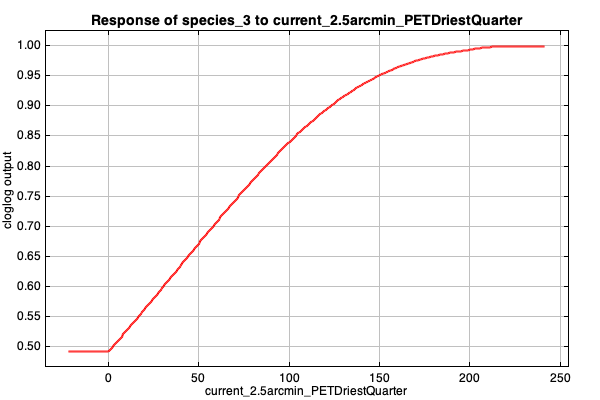 Response of species_3 to current_2.5arcmin_PETDriestQuarter
1.00
0.95
0.90
0.85
0.80
0.75
0.70
0.65
0.60
0.55
0.50
cloglog output
0 50 100 150 200 250
current_2.5arcmin_PETDriestQuarter